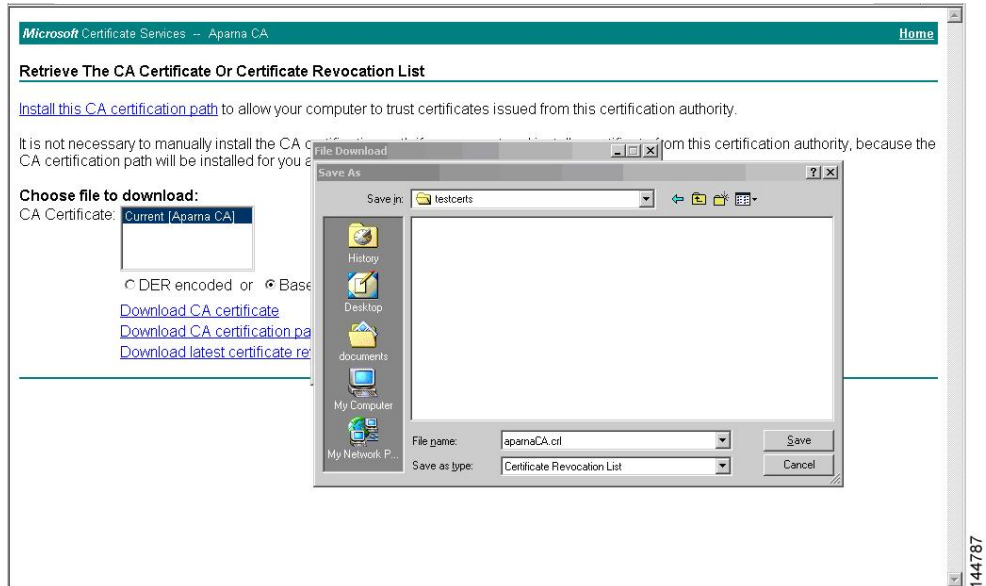 Microsoft Certificate Services -- Aparna CA Home
Retrieve The CA Certificate Or Certificate Revocation List
Install this CA certification path to allow your computer to trust certificates issued from this certification authority.
It is not necessary to manually install the CA om this certification authority, because the
CA certification path will be installed for you a
File Download
Save As
Choose file to download:
CA Certificate: Current [Aparna CA]
DER encoded or Base
Download CA certificate
Download CA certification pa
Download latest certificate re
Save in: testcerts
History
Desktop
documents
My Computer
My Network P...
File name: aparnaCA.crl Save
Save as type: Certificate Revocation List Cancel
144787